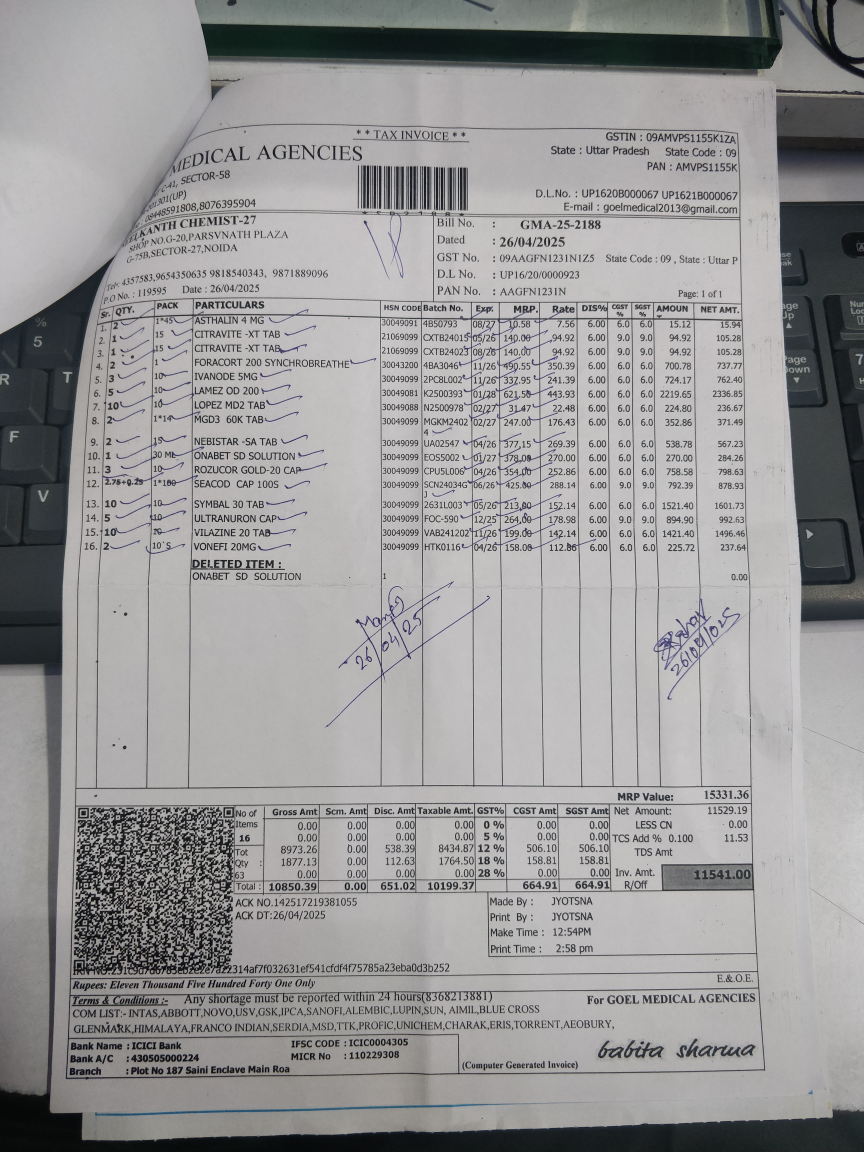 * * TAX INVOICE * *
GSTIN : 09AMVPS1155K1ZA
State : Uttar Pradesh State Code : 09
PAN : AMVPS1155K
MEDICAL AGENCIES
C-41, SECTOR-58
201301(UP)
08448591808,8076395904
D.L.No. : UP1620B000067 UP1621B000067
E-mail : goelmedical2013@gmail.com
CHEMIST-27
SHOP NO.G-20,PARSVNATH PLAZA
G-75B,SECTOR-27,NOIDA
Tel- 4357583,9654350635 9818540343, 9871889096
P.O No. : 119595 Date : 26/04/2025
Bill No. : GMA-25-2188
Dated : 26/04/2025
GST No. : 09AAGFN1231N1Z5 State Code : 09 , State : Uttar P
D.L No. : UP16/20/0000923
PAN No. : AAGFN1231N Page: 1 of 1
Sr. QTY. PACK PARTICULARS HSN CODE Batch No. Exp. MRP. Rate DIS% CGST % SGST % AMOUN NET AMT.
1. 2 1*45 ASTHALIN 4 MG 30049091 4B50793 08/27 10.58 7.56 6.00 6.0 6.0 15.12 15.94
2. 1 15 CITRAVITE -XT TAB 21069099 CXTB24015 05/26 140.00 94.92 6.00 9.0 9.0 94.92 105.28
3. 1 15 CITRAVITE -XT TAB 21069099 CXTB24023 08/26 140.00 94.92 6.00 9.0 9.0 94.92 105.28
4. 2 1 FORACORT 200 SYNCHROBREATHE 30043200 4BA3046 11/26 490.55 350.39 6.00 6.0 6.0 700.78 737.77
5. 3 10 IVANODE 5MG 30049099 2PC8L002 11/26 337.95 241.39 6.00 6.0 6.0 724.17 762.40
6. 5 10 LAMEZ OD 200 30049081 K2500393 01/28 621.50 443.93 6.00 6.0 6.0 2219.65 2336.85
7. 10 10 LOPEZ MD2 TAB 30049088 N2500978 02/27 31.47 22.48 6.00 6.0 6.0 224.80 236.67
8. 2 1*14 MGD3 60K TAB 30049099 MGKM2402 02/27 247.00 176.43 6.00 6.0 6.0 352.86 371.49
4
9. 2 15 NEBISTAR -SA TAB 30049099 UA02547 04/26 377.15 269.39 6.00 6.0 6.0 538.78 567.23
10. 1 30 ML ONABET SD SOLUTION 30049099 EOS5002 01/27 378.00 270.00 6.00 6.0 6.0 270.00 284.26
11. 3 10 ROZUCOR GOLD-20 CAP 30049099 CPU5L006 04/26 354.00 252.86 6.00 6.0 6.0 758.58 798.63
12. 2.75+0.25 1*100 SEACOD CAP 100S 30049099 SCN24034G 06/26 425.00 288.14 6.00 9.0 9.0 792.39 878.93
J
13. 10 10 SYMBAL 30 TAB 30049099 2631L003 05/26 213.00 152.14 6.00 6.0 6.0 1521.40 1601.73
14. 5 10 ULTRANURON CAP 30049099 FOC-590 12/25 264.00 178.98 6.00 9.0 9.0 894.90 992.63
15. 10 10 VILAZINE 20 TAB 30049099 VAB241202 11/26 199.00 142.14 6.00 6.0 6.0 1421.40 1496.46
16. 2 10`S VONEFI 20MG 30049099 HTK0116 04/26 158.00 112.86 6.00 6.0 6.0 225.72 237.64
DELETED ITEM :
ONABET SD SOLUTION 1 0.00
26/04/25
26/04/2025
MRP Value: 15331.36
No of Items 16
Tot Qty : 63
Gross Amt Scm. Amt Disc. Amt Taxable Amt. GST% CGST Amt SGST Amt
0.00 0.00 0.00 0.00 0 % 0.00 0.00
0.00 0.00 0.00 0.00 5 % 0.00 0.00
8973.26 0.00 538.39 8434.87 12 % 506.10 506.10
1877.13 0.00 112.63 1764.50 18 % 158.81 158.81
0.00 0.00 0.00 0.00 28 % 0.00 0.00
Total : 10850.39 0.00 651.02 10199.37 664.91 664.91
Net Amount: 11529.19
LESS CN - 0.00
TCS Add % 0.100 11.53
TDS Amt
Inv. Amt. R/Off 11541.00
ACK NO.142517219381055
ACK DT:26/04/2025
Made By : JYOTSNA
Print By : JYOTSNA
Make Time : 12:54PM
Print Time : 2:58 pm
E.& O.E.
Rupees: Eleven Thousand Five Hundred Forty One Only
Terms & Conditions :- Any shortage must be reported within 24 hours(8368213881)
For GOEL MEDICAL AGENCIES
COM LIST:- INTAS,ABBOTT,NOVO,USV,GSK,IPCA,SANOFI,ALEMBIC,LUPIN,SUN, AIMIL,BLUE CROSS
GLENMARK,HIMALAYA,FRANCO INDIAN,SERDIA,MSD,TTK,PROFIC,UNICHEM,CHARAK,ERIS,TORRENT,AEOBURY,
Bank Name : ICICI Bank IFSC CODE : ICIC0004305
Bank A/C : 430505000224 MICR No : 110229308
Branch : Plot No 187 Saini Enclave Main Roa
(Computer Generated Invoice)
babita sharma